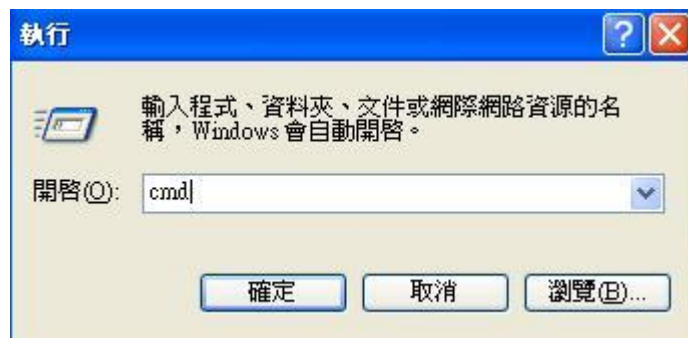 執行
輸入程式、資料夾、文件或網際網路資源的名
稱，Windows 會自動開啓。
開啓(O): cmd
確定 取消 瀏覽(B)...